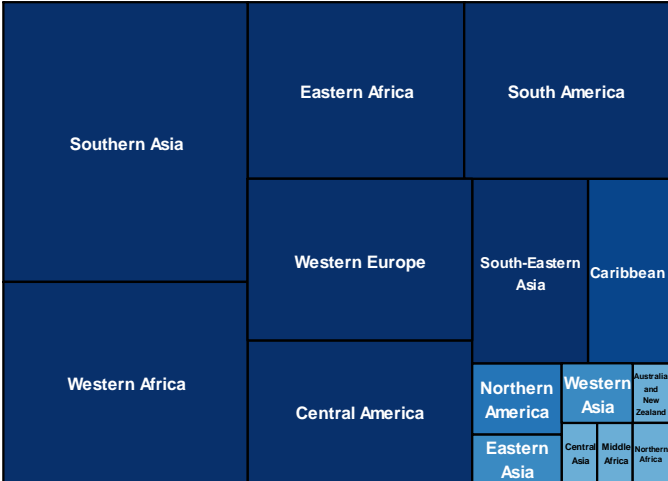 Southern Asia
Eastern Africa
South America
Western Europe
South-Eastern
Asia
Caribbean
Western Africa
Central America
Northern
America
Western
Asia
Australia
and
New
Zealand
Eastern
Asia
Central
Asia
Middle
Africa
Northern
Africa